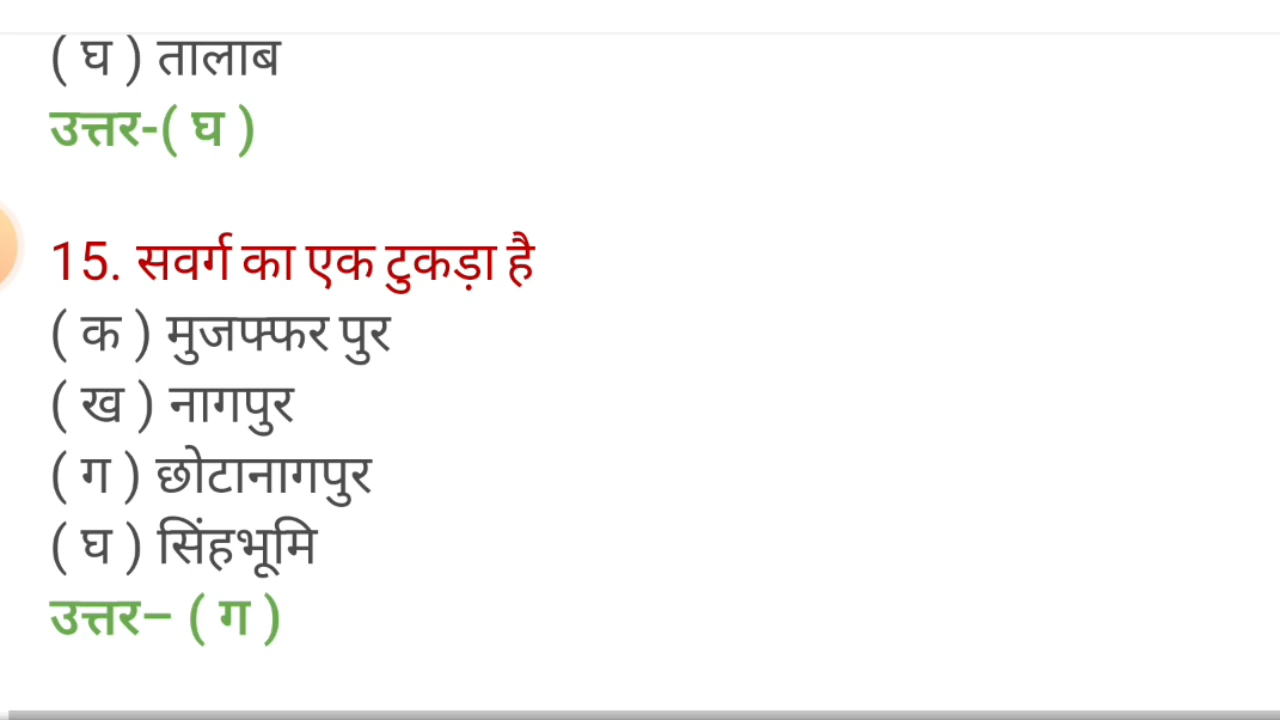 ( घ ) तालाब
उत्तर-( घ )
15. सवर्ग का एक टुकड़ा है
( क ) मुजफ्फर पुर
( ख ) नागपुर
( ग ) छोटानागपुर
( घ ) सिंहभूमि
उत्तर– ( ग )